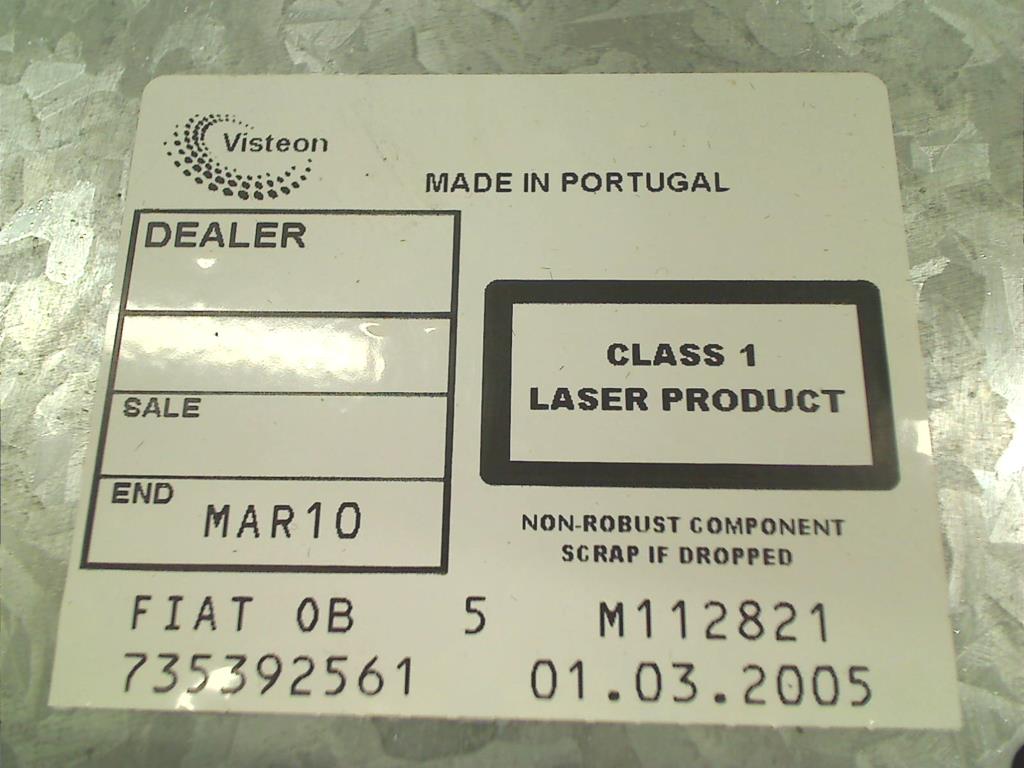 Visteon
MADE IN PORTUGAL
DEALER
CLASS 1
LASER PRODUCT
SALE
END
MAR10
NON-ROBUST COMPONENT
SCRAP IF DROPPED
FIAT 0B 5 M112821
735392561 01.03.2005